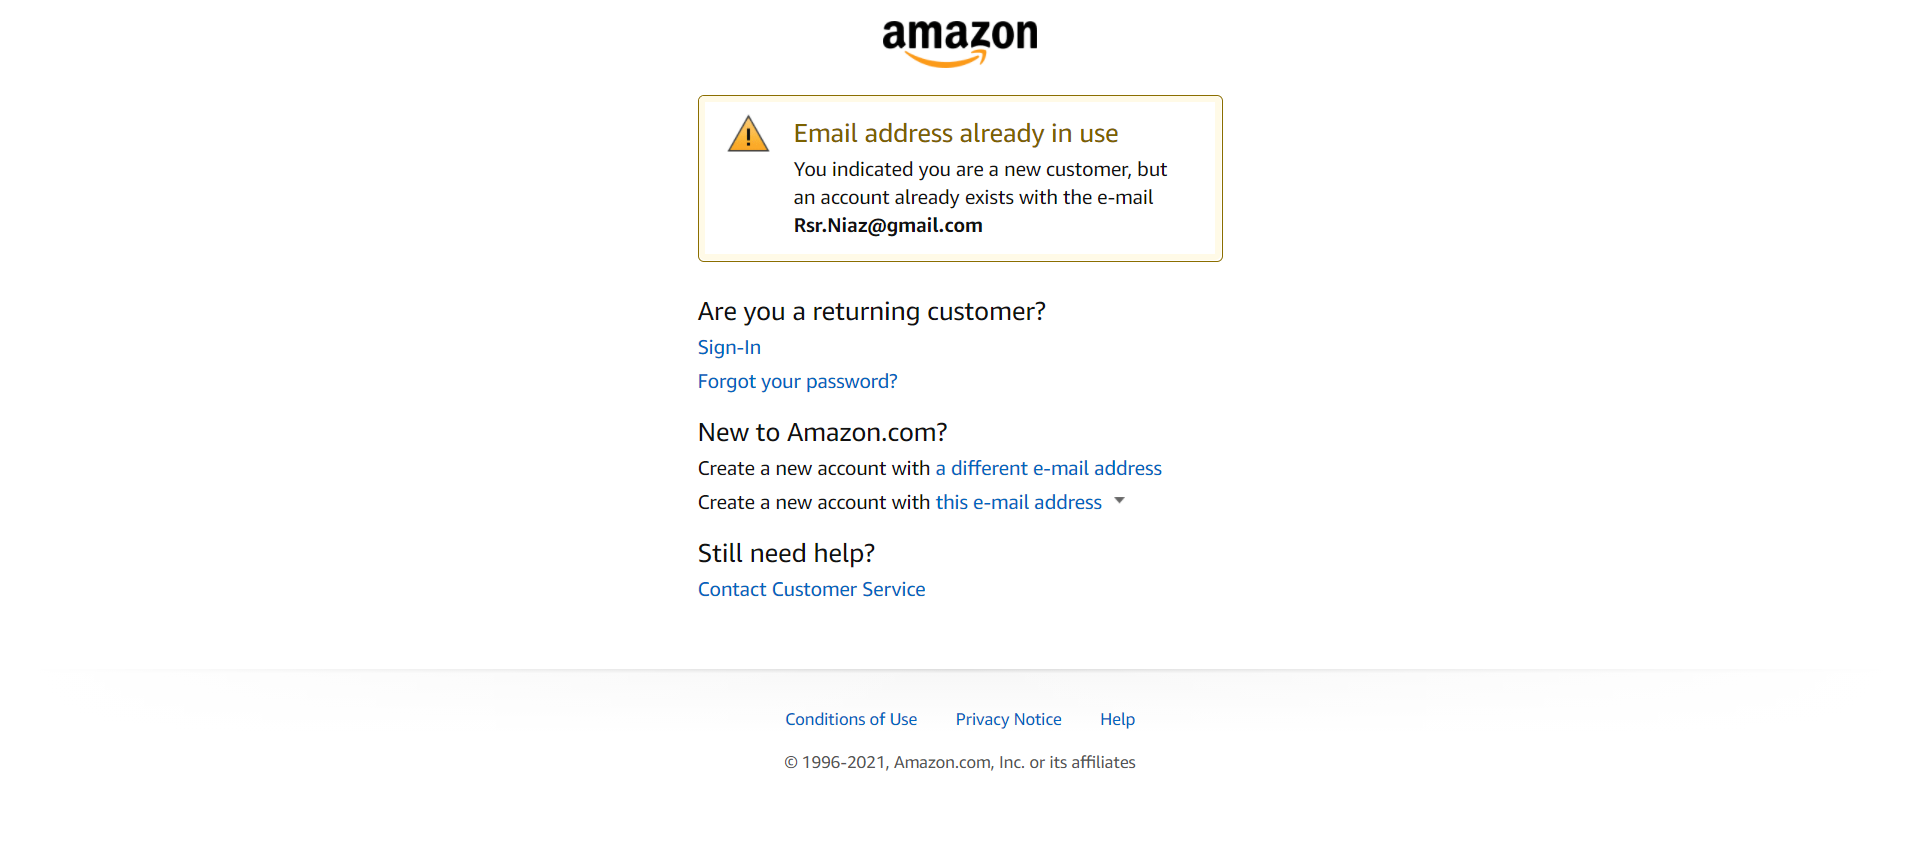 amazon
Email address already in use
You indicated you are a new customer, but
an account already exists with the e-mail
Rsr.Niaz@gmail.com
Are you a returning customer?
Sign-In
Forgot your password?
New to Amazon.com?
Create a new account with a different e-mail address
Create a new account with this e-mail address
Still need help?
Contact Customer Service
Conditions of Use Privacy Notice Help
© 1996-2021, Amazon.com, Inc. or its affiliates